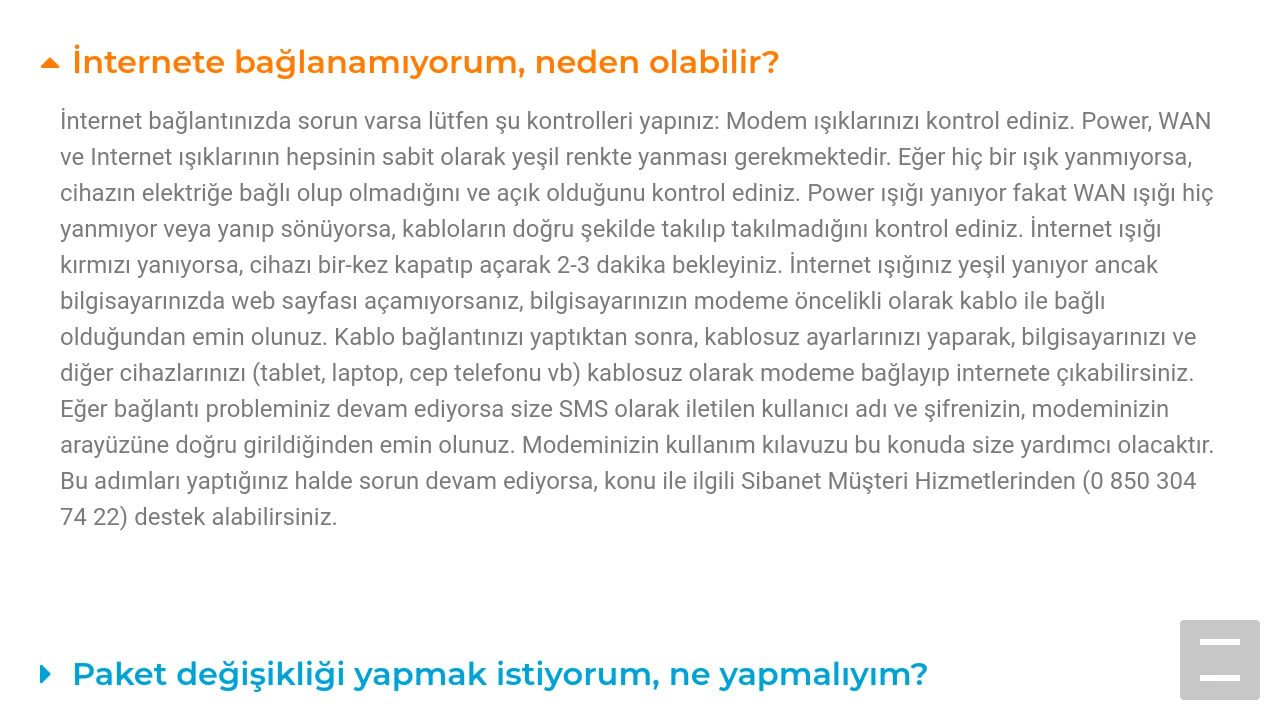 İnternete bağlanamıyorum, neden olabilir?
İnternet bağlantınızda sorun varsa lütfen şu kontrolleri yapınız: Modem ışıklarınızı kontrol ediniz. Power, WAN
ve Internet ışıklarının hepsinin sabit olarak yeşil renkte yanması gerekmektedir. Eğer hiç bir ışık yanmıyorsa,
cihazın elektriğe bağlı olup olmadığını ve açık olduğunu kontrol ediniz. Power ışığı yanıyor fakat WAN ışığı hiç
yanmıyor veya yanıp sönüyorsa, kabloların doğru şekilde takılıp takılmadığını kontrol ediniz. İnternet ışığı
kırmızı yanıyorsa, cihazı bir-kez kapatıp açarak 2-3 dakika bekleyiniz. İnternet ışığınız yeşil yanıyor ancak
bilgisayarınızda web sayfası açamıyorsanız, bilgisayarınızın modeme öncelikli olarak kablo ile bağlı
olduğundan emin olunuz. Kablo bağlantınızı yaptıktan sonra, kablosuz ayarlarınızı yaparak, bilgisayarınızı ve
diğer cihazlarınızı (tablet, laptop, cep telefonu vb) kablosuz olarak modeme bağlayıp internete çıkabilirsiniz.
Eğer bağlantı probleminiz devam ediyorsa size SMS olarak iletilen kullanıcı adı ve şifrenizin, modeminizin
arayüzüne doğru girildiğinden emin olunuz. Modeminizin kullanım kılavuzu bu konuda size yardımcı olacaktır.
Bu adımları yaptığınız halde sorun devam ediyorsa, konu ile ilgili Sibanet Müşteri Hizmetlerinden (0 850 304
74 22) destek alabilirsiniz.
Paket değişikliği yapmak istiyorum, ne yapmalıyım?